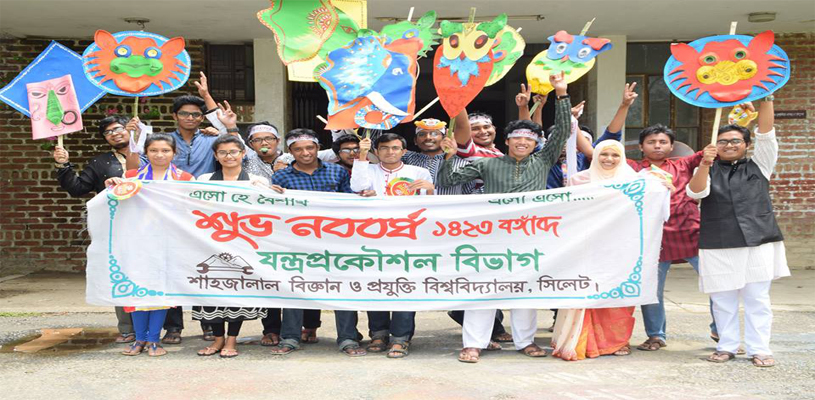 এসো হে বৈশাখ এসো এসো.....
শুভ নববর্ষ ১৪২৩ বঙ্গাব্দ
যন্ত্রপ্রকৌশল বিভাগ
শাহজালাল বিজ্ঞান ও প্রযুক্তি বিশ্ববিদ্যালয়, সিলেট।